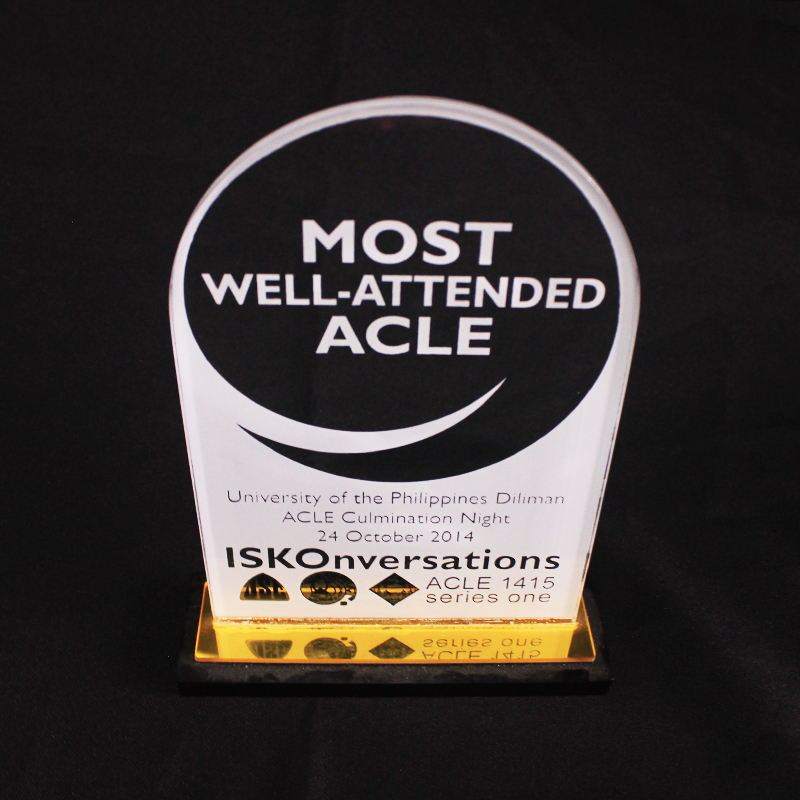 MOST
WELL-ATTENDED
ACLE
University of the Philippines Diliman
ACLE Culmination Night
24 October 2014
ISKOnversations
ACLE 1415
series one